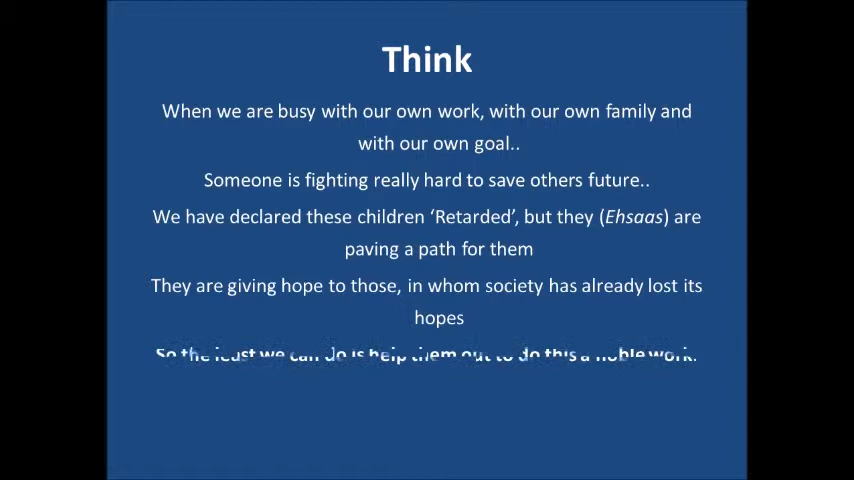 Think
When we are busy with our own work, with our own family and
with our own goal..
Someone is fighting really hard to save others future..
We have declared these children ‘Retarded’, but they (Ehsaas) are
paving a path for them
They are giving hope to those, in whom society has already lost its
hopes
So the least we can do is help them out to do this a noble work.